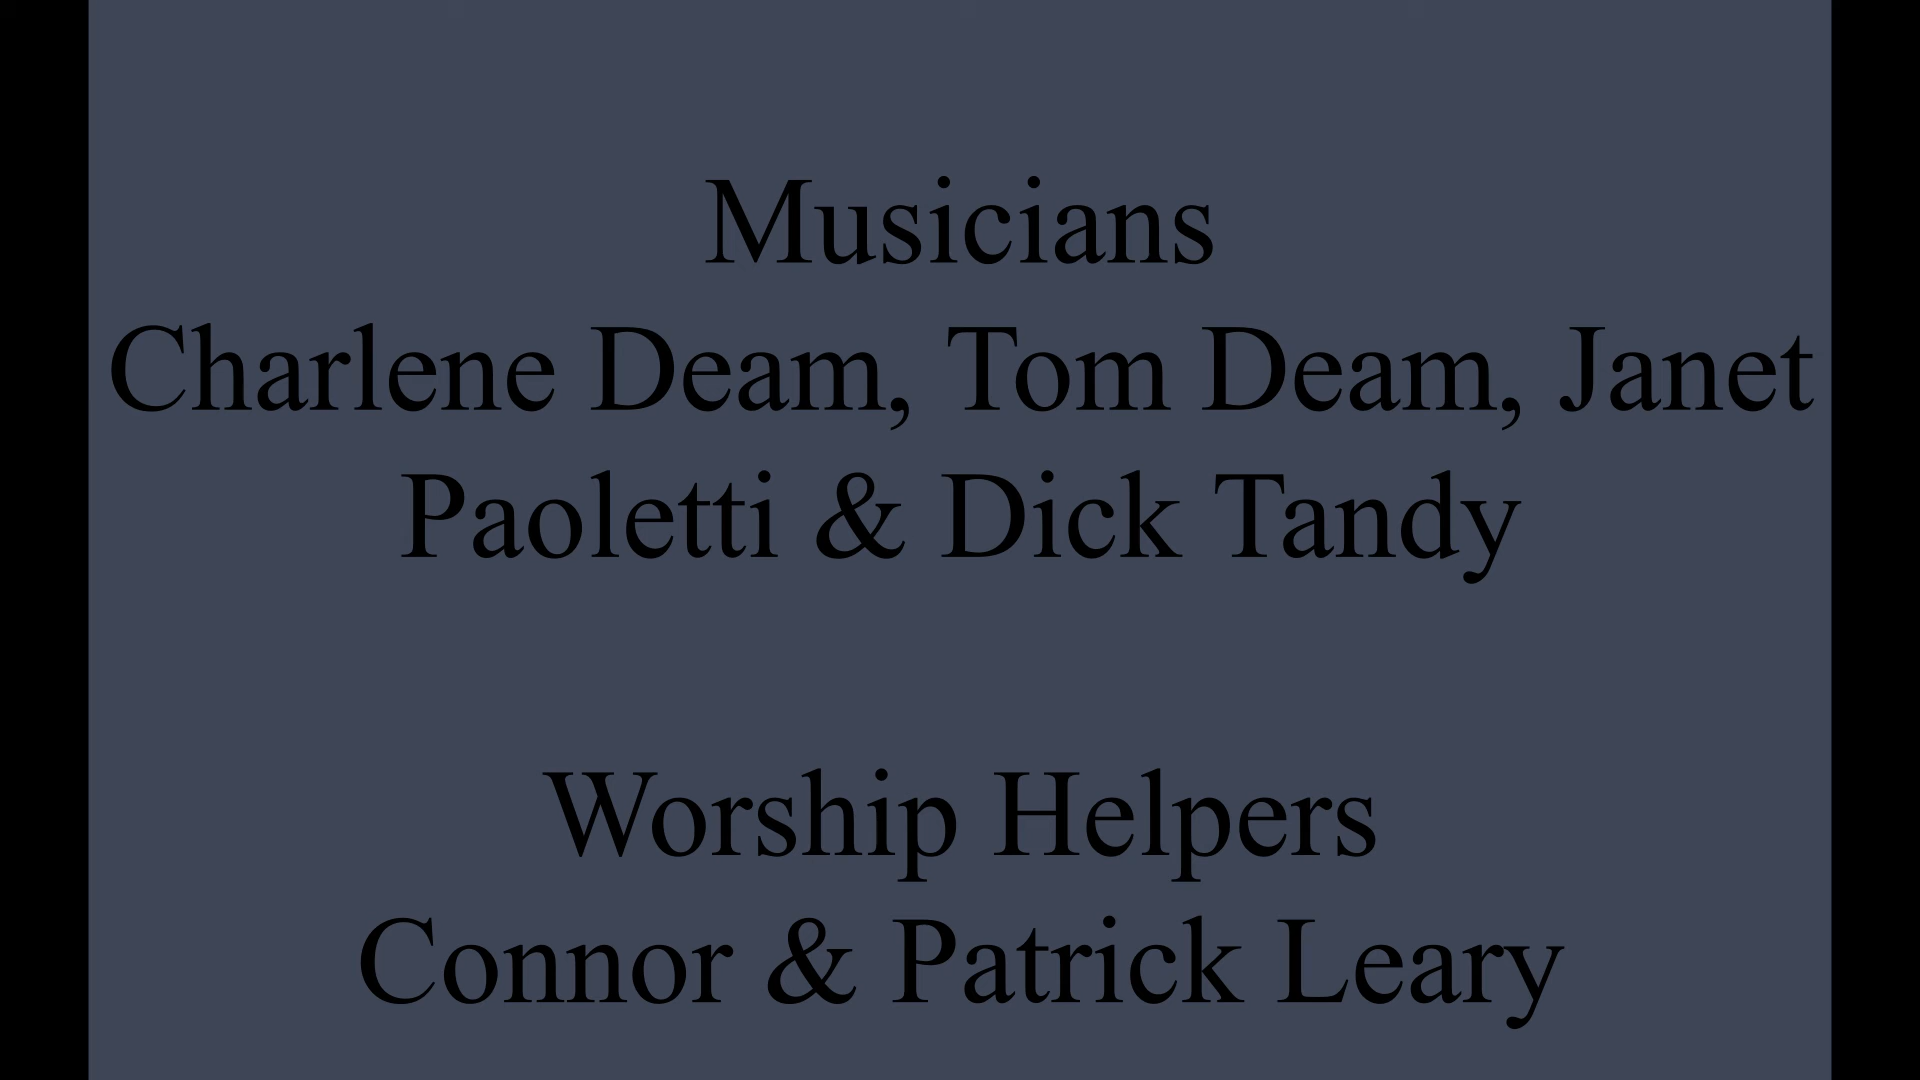 Musicians
Charlene Deam, Tom Deam, Janet
Paoletti & Dick Tandy
Worship Helpers
Connor & Patrick Leary